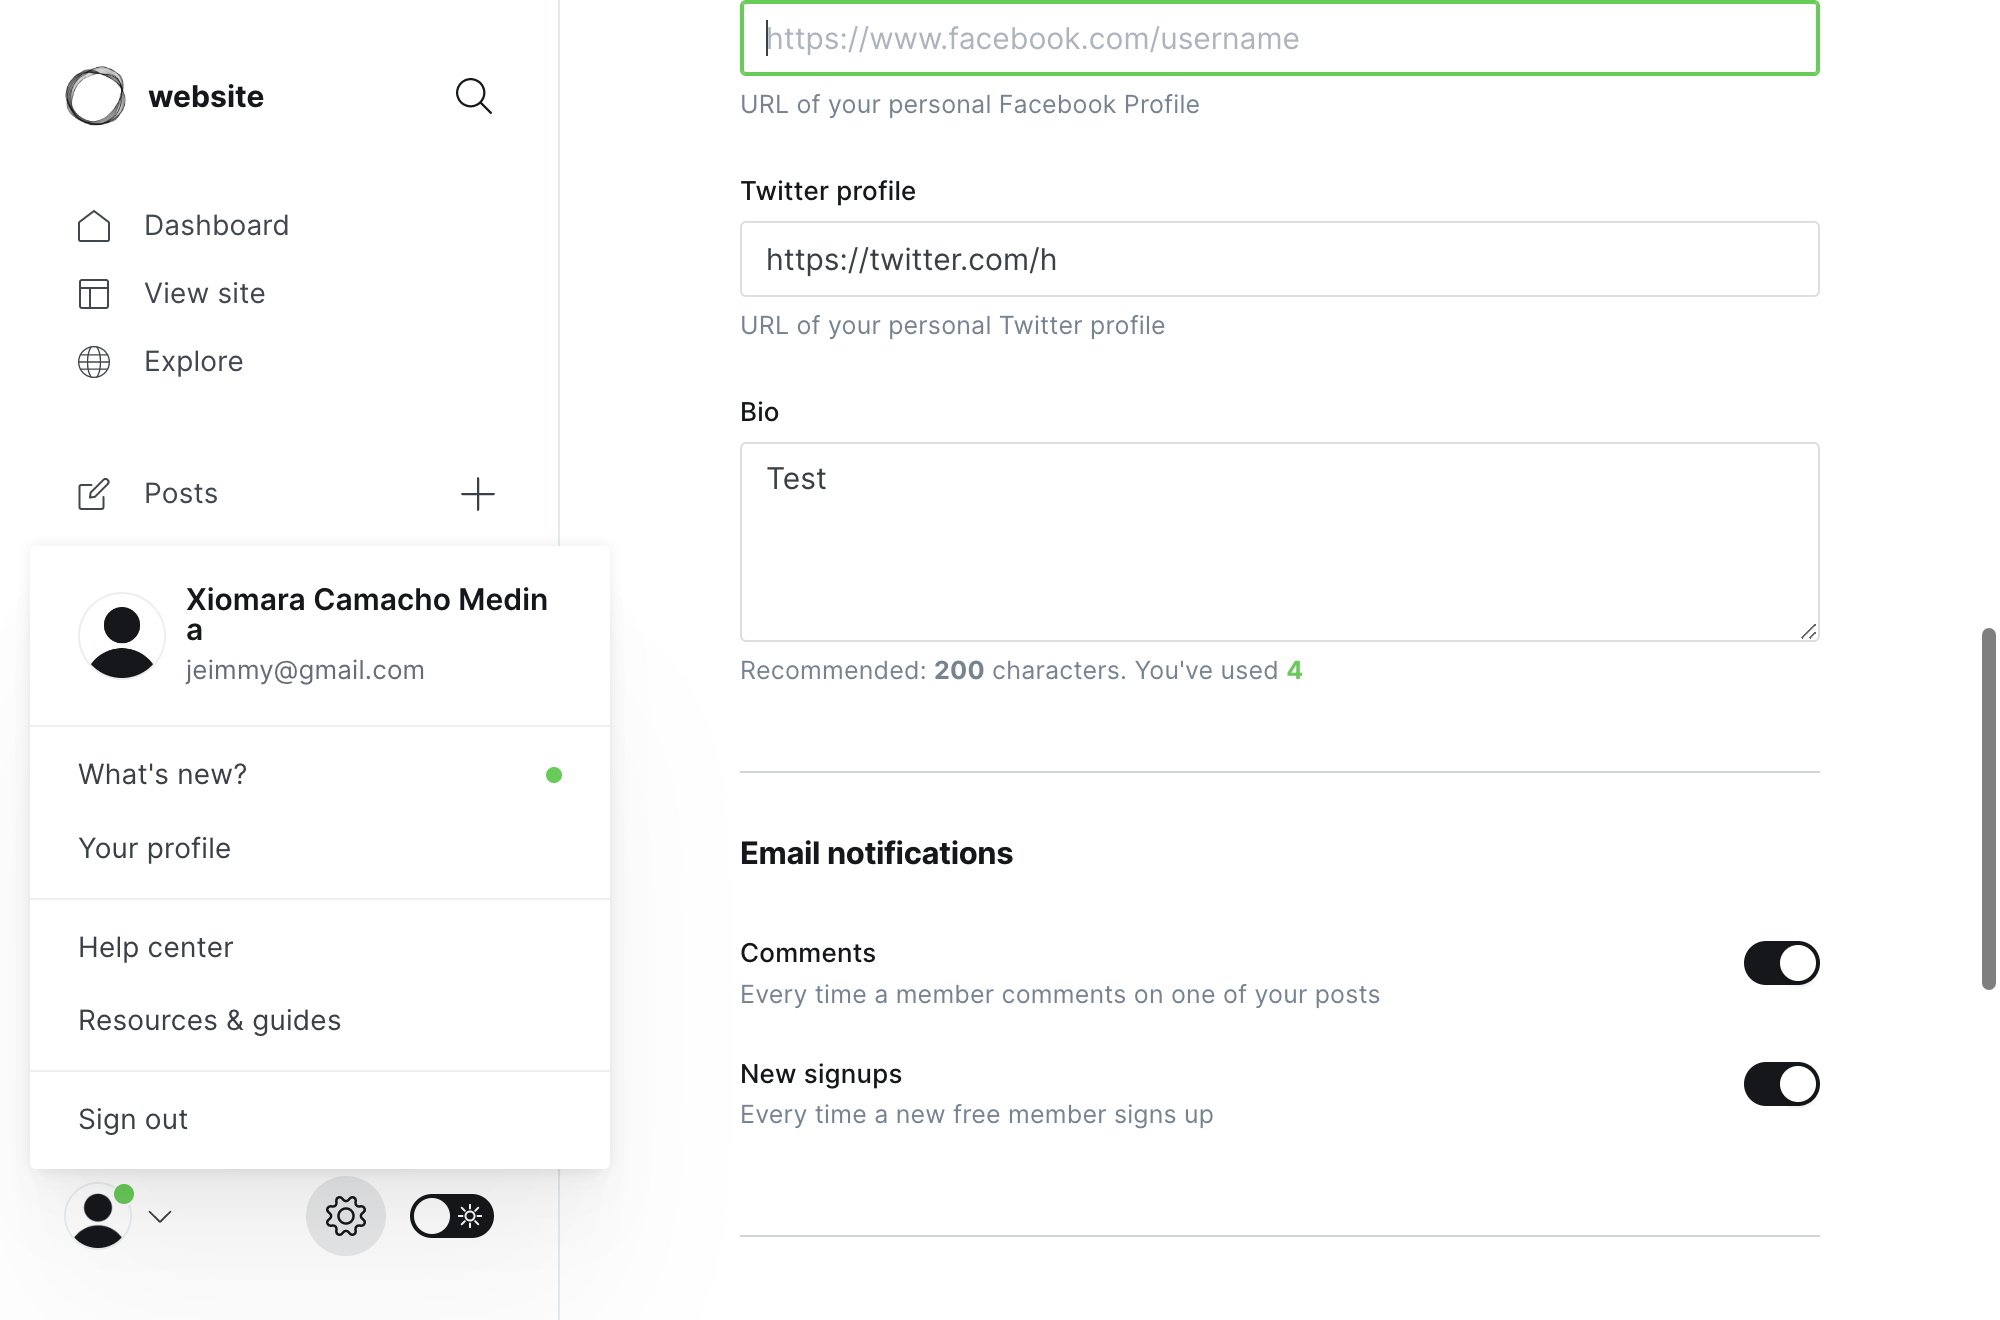 website
Dashboard
View site
Explore
Posts
Xiomara Camacho Medin
a
jeimmy@gmail.com
What's new?
Your profile
Help center
Resources & guides
Sign out
https://www.facebook.com/username
URL of your personal Facebook Profile
Twitter profile
https://twitter.com/h
URL of your personal Twitter profile
Bio
Test
Recommended: 200 characters. You've used 4
Email notifications
Comments
Every time a member comments on one of your posts
New signups
Every time a new free member signs up